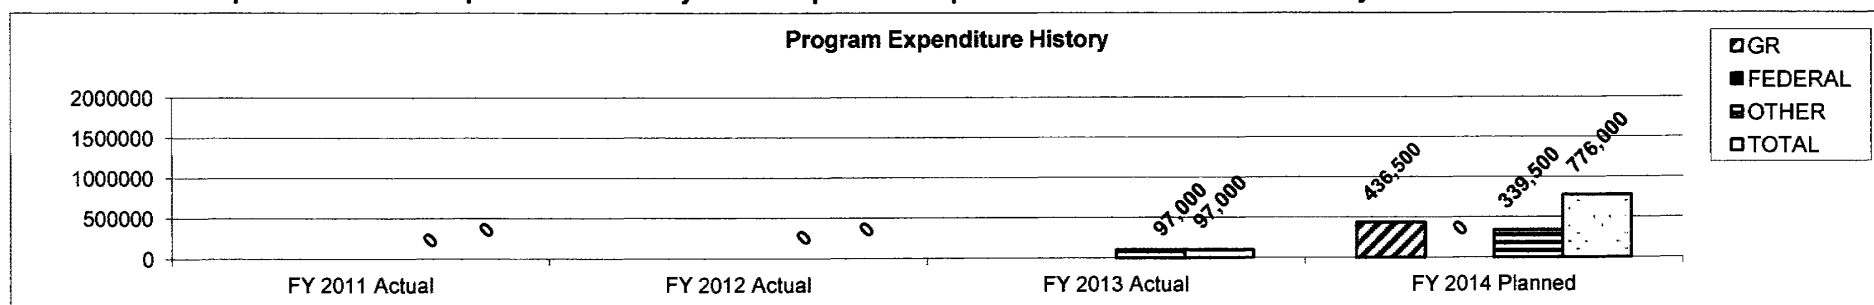 Program Expenditure History
GR
FEDERAL
OTHER
TOTAL
2000000
1500000
1000000
500000
0
0
0
0
0
97,000
97,000
436,500
0
339,500
776,000
FY 2011 Actual
FY 2012 Actual
FY 2013 Actual
FY 2014 Planned